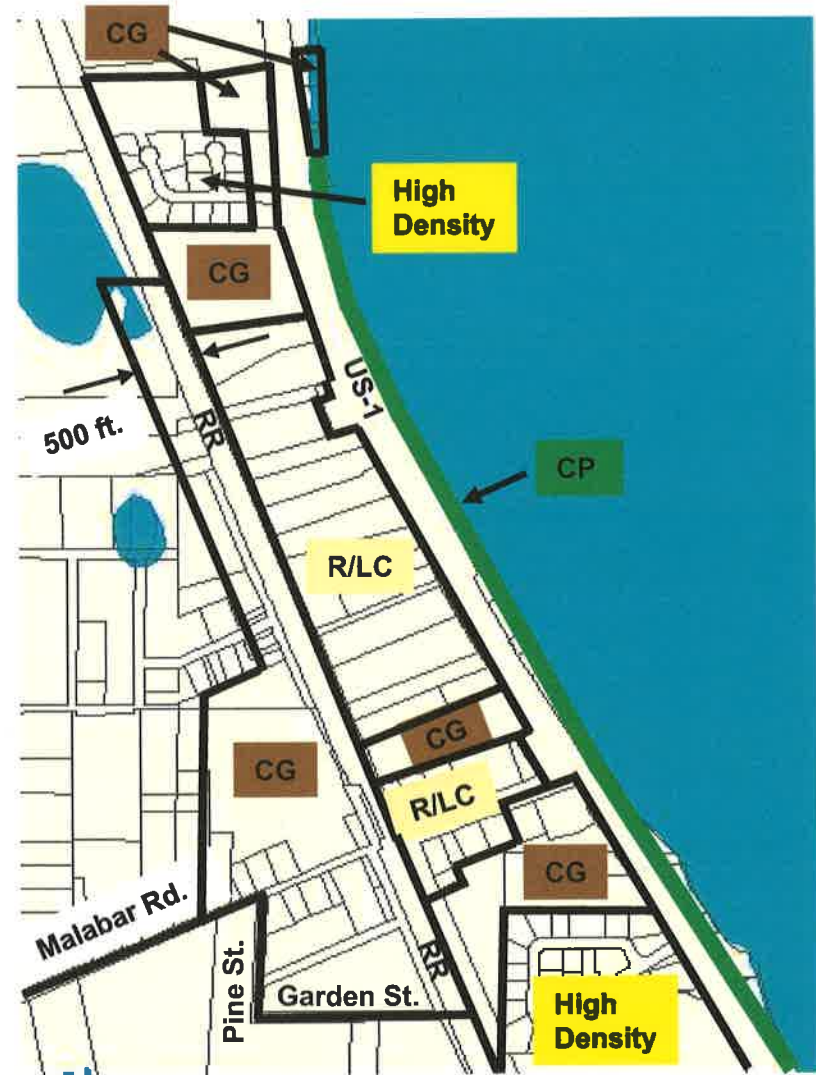 CG
High
Density
CG
US-1
500 ft.
RR
CP
R/LC
CG
CG
R/LC
CG
Malabar Rd.
Pine St.
RR
Garden St.
High
Density